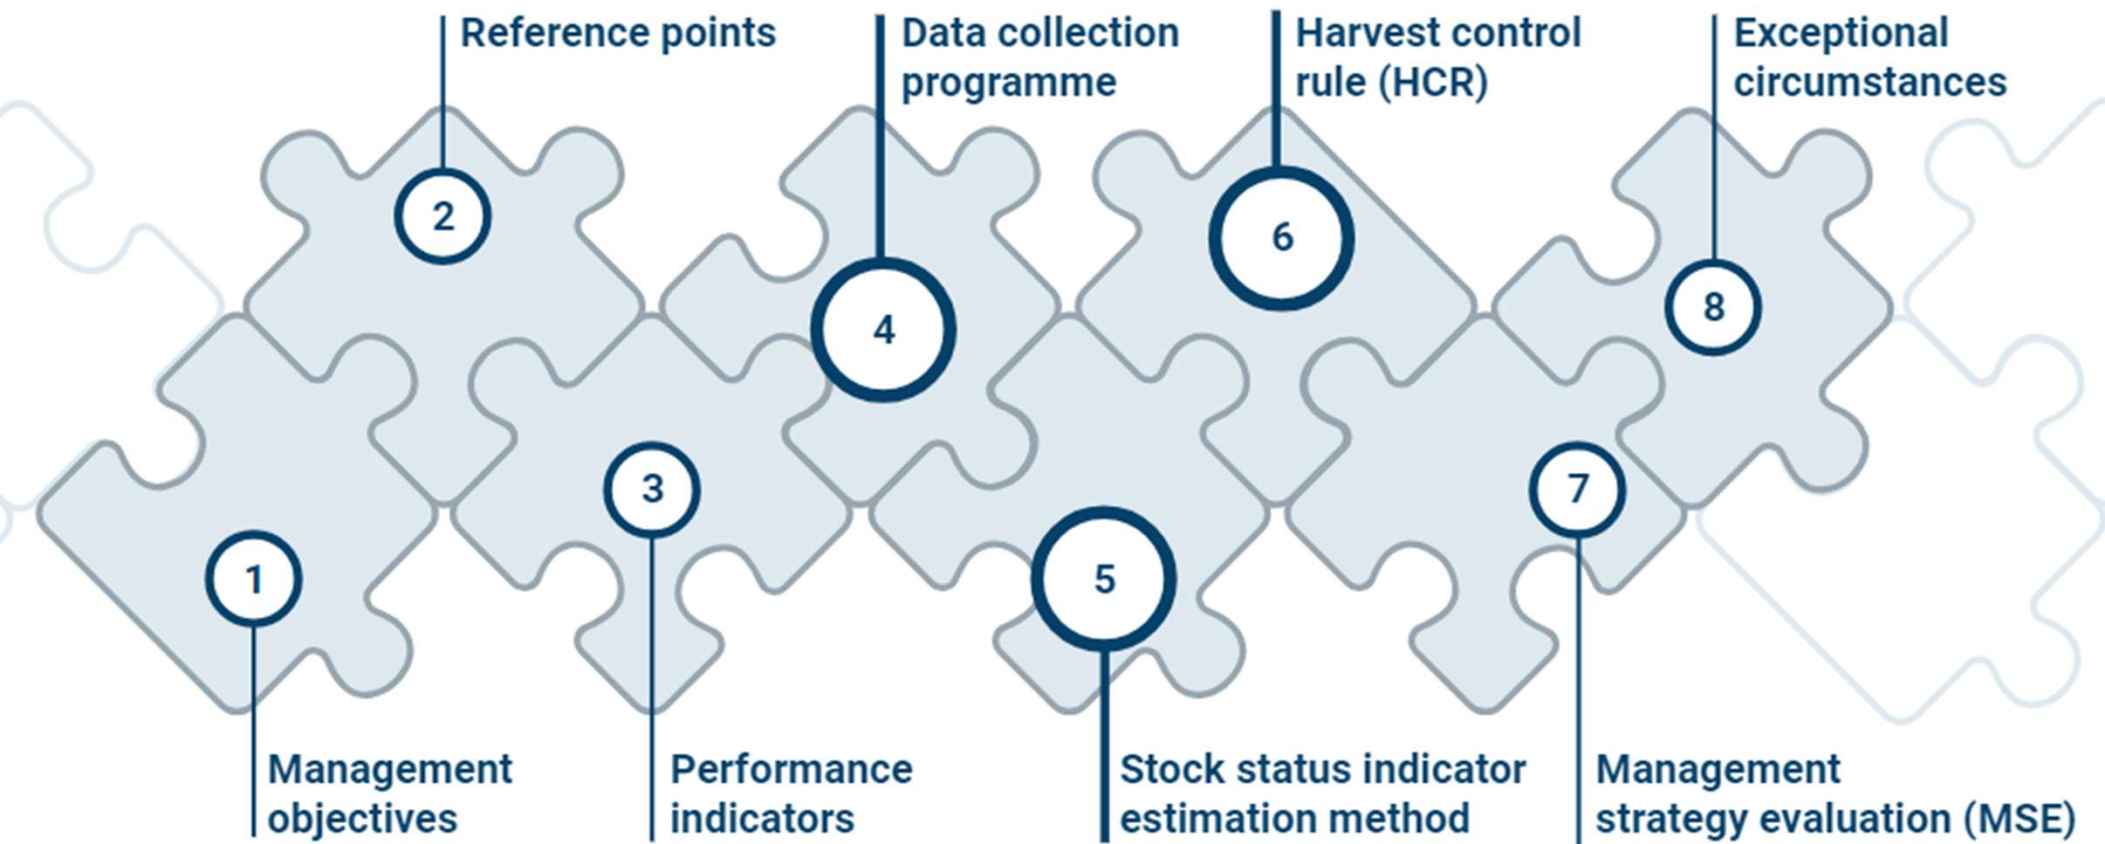 Reference points
Data collection
programme
Harvest control
rule (HCR)
Exceptional
circumstances
2
4
6
8
1
3
5
7
Management
objectives
Performance
indicators
Stock status indicator
estimation method
Management
strategy evaluation (MSE)